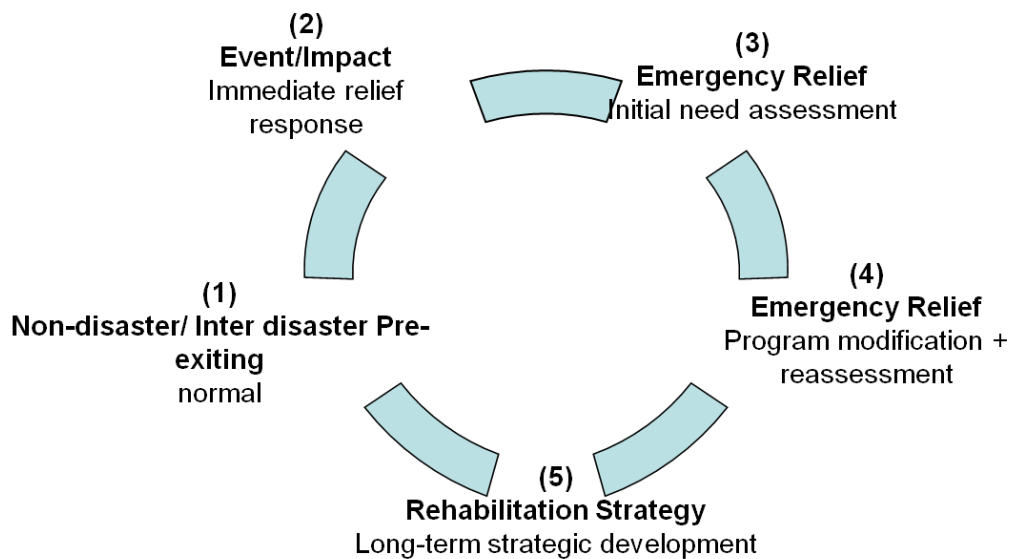 (2)
Event/Impact
Immediate relief
response
(3)
Emergency Relief
Initial need assessment
(1)
Non-disaster/ Inter disaster Pre-
exiting
normal
(4)
Emergency Relief
Program modification +
reassessment
(5)
Rehabilitation Strategy
Long-term strategic development